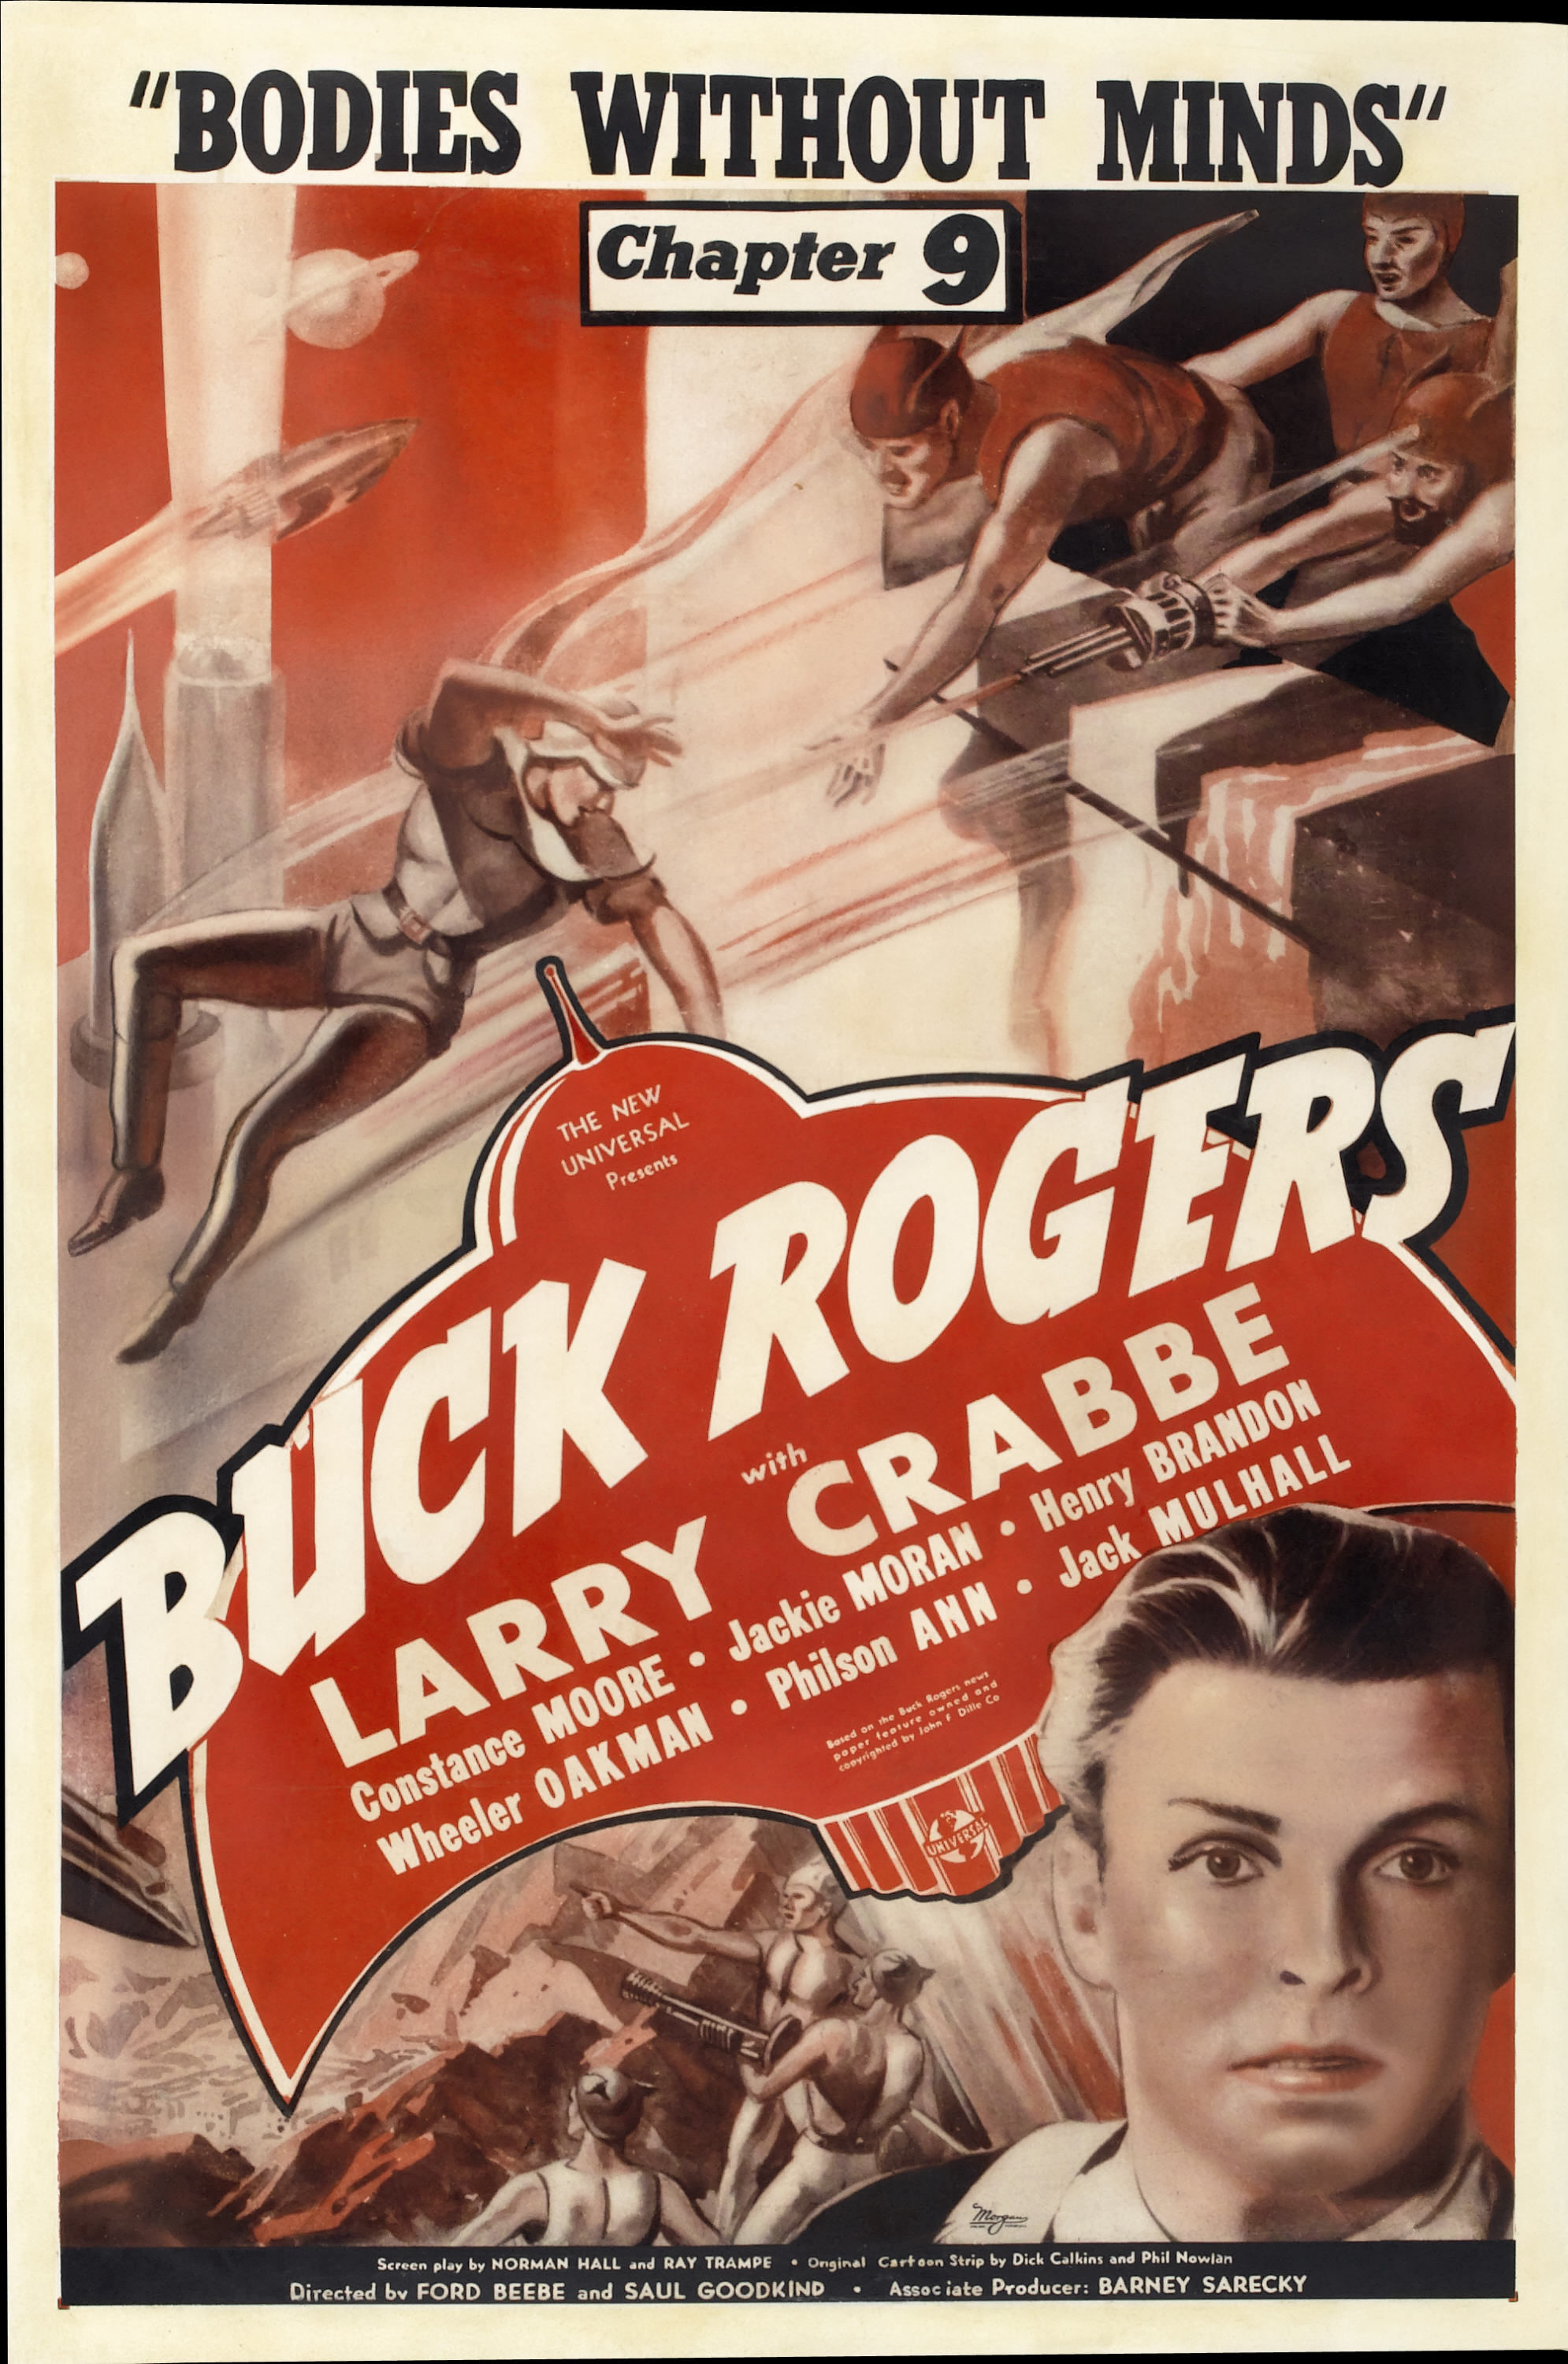 "BODIES WITHOUT MINDS"
Chapter 9
THE NEW
UNIVERSAL
Presents
BUCK ROGERS
with
LARRY CRABBE
Constance MOORE • Jackie MORAN • Henry BRANDON
Wheeler OAKMAN • Philson ANN • Jack MULHALL
Based on the Buck Rogers news
paper feature owned and
copyrighted by John F Dille Co
UNIVERSAL
Morgan
Screen play by NORMAN HALL and RAY TRAMPE • Original Cartoon Strip by Dick Calkins and Phil Nowlan
Directed by FORD BEEBE and SAUL GOODKIND • Associate Producer: BARNEY SARECKY